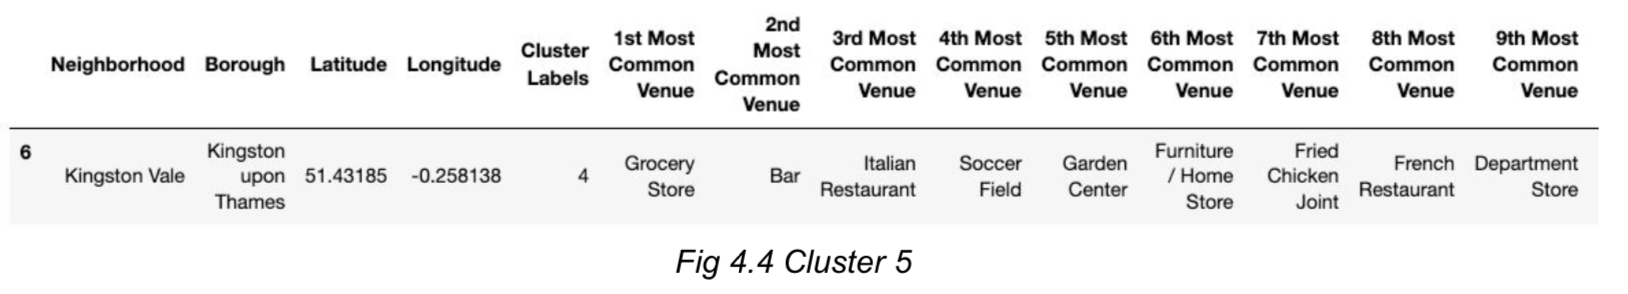 Neighborhood Borough Latitude Longitude Cluster Labels 1st Most Common Venue 2nd Most Common Venue 3rd Most Common Venue 4th Most Common Venue 5th Most Common Venue 6th Most Common Venue 7th Most Common Venue 8th Most Common Venue 9th Most Common Venue
6 Kingston Vale Kingston upon Thames 51.43185 -0.258138 4 Grocery Store Bar Italian Restaurant Soccer Field Garden Center Furniture / Home Store Fried Chicken Joint French Restaurant Department Store
Fig 4.4 Cluster 5